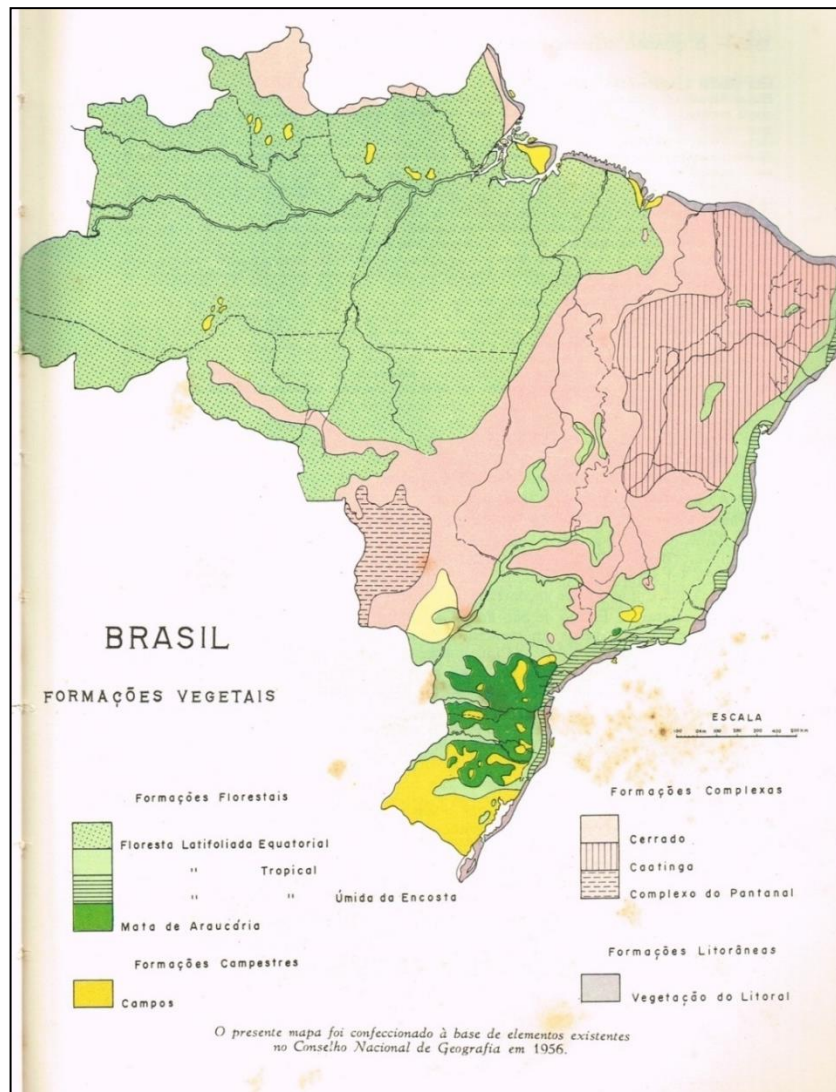 BRASIL
FORMAÇÕES VEGETAIS
ESCALA
Formações Florestais
Floresta Latifoliada Equatorial
" Tropical
" " Úmida da Encosta
Mata de Araucária
Formações Campestres
Campos
Formações Complexas
Cerrado
Caatinga
Complexo do Pantanal
Formações Litorâneas
Vegetação do Litoral
O presente mapa foi confeccionado à base de elementos existentes
no Conselho Nacional de Geografia em 1956.